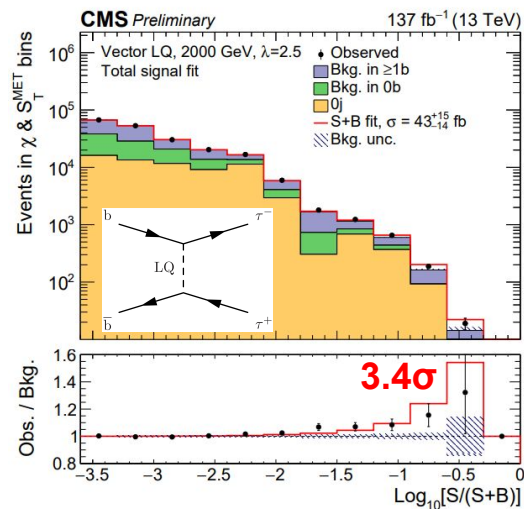 CMS Preliminary 137 fb⁻¹ (13 TeV)
Events in χ & S_T^MET bins
10⁶
10⁵
10⁴
10³
10²
Vector LQ, 2000 GeV, λ=2.5
Total signal fit
Observed
Bkg. in ≥1b
Bkg. in 0b
0j
S+B fit, σ = 43⁺¹⁵₋₁₄ fb
Bkg. unc.
b τ⁻
LQ
b̄ τ⁺
Obs. / Bkg.
1.6
1.4
1.2
1
0.8
3.4σ
−3.5 −3 −2.5 −2 −1.5 −1 −0.5 0
Log₁₀[S/(S+B)]